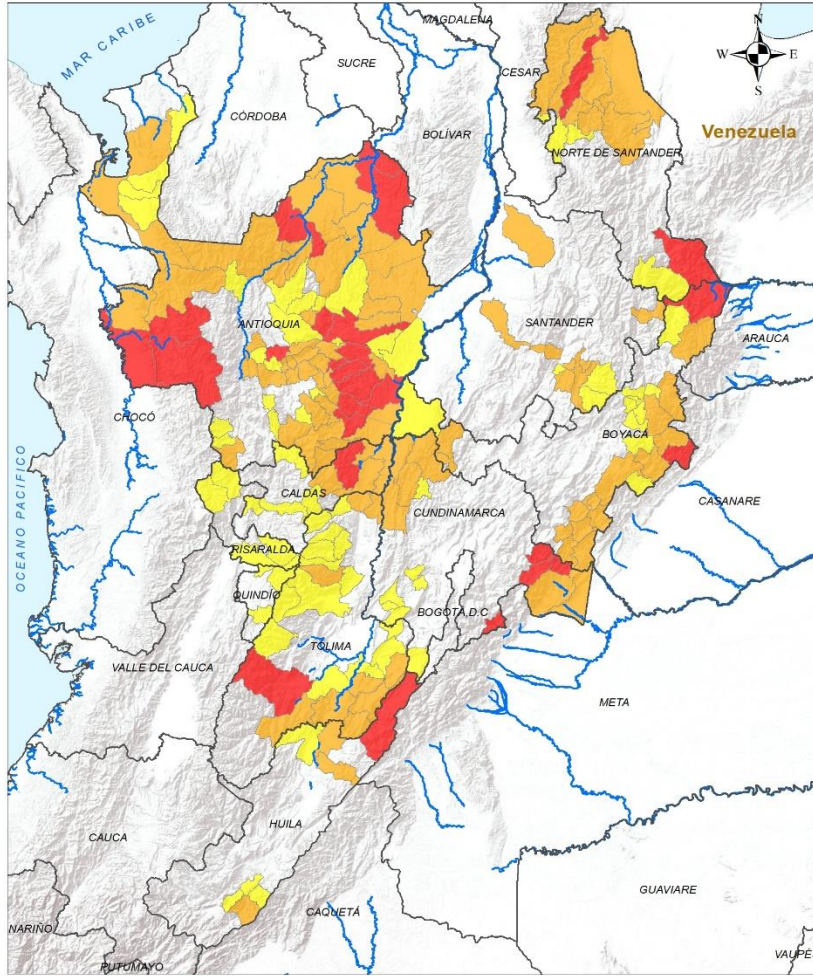 MAGDALENA
MAR CARIBE
SUCRE
CESAR
N
W
E
S
CÓRDOBA
BOLÍVAR
Venezuela
NORTE DE SANTANDER
ANTIOQUIA
SANTANDER
ARAUCA
CHOCÓ
BOYACA
CALDAS
CUNDINAMARCA
CASANARE
OCEANO PACIFICO
RISARALDA
QUINDÍO
BOGOTÁ,D.C
TOLIMA
VALLE DEL CAUCA
META
CAUCA
HUILA
GUAVIARE
CAQUETÁ
NARIÑO
PUTUMAYO
VAUPÉ